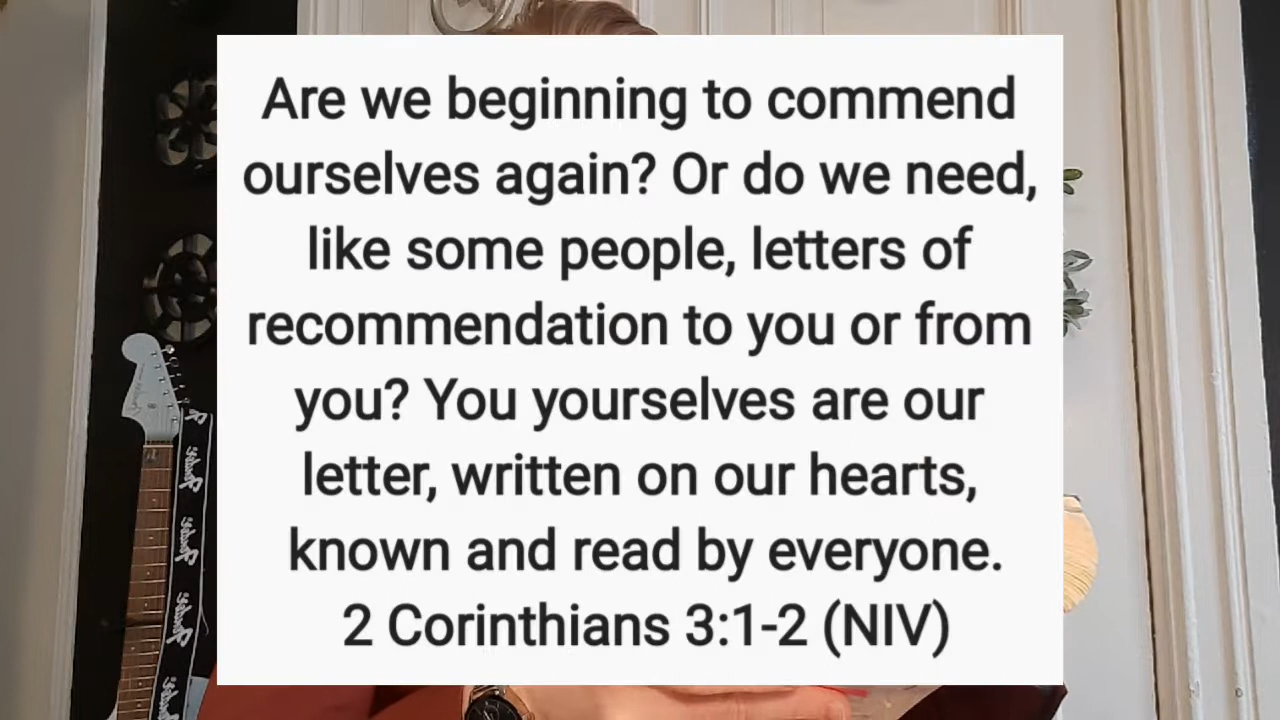 Are we beginning to commend
ourselves again? Or do we need,
like some people, letters of
recommendation to you or from
you? You yourselves are our
letter, written on our hearts,
known and read by everyone.
2 Corinthians 3:1-2 (NIV)